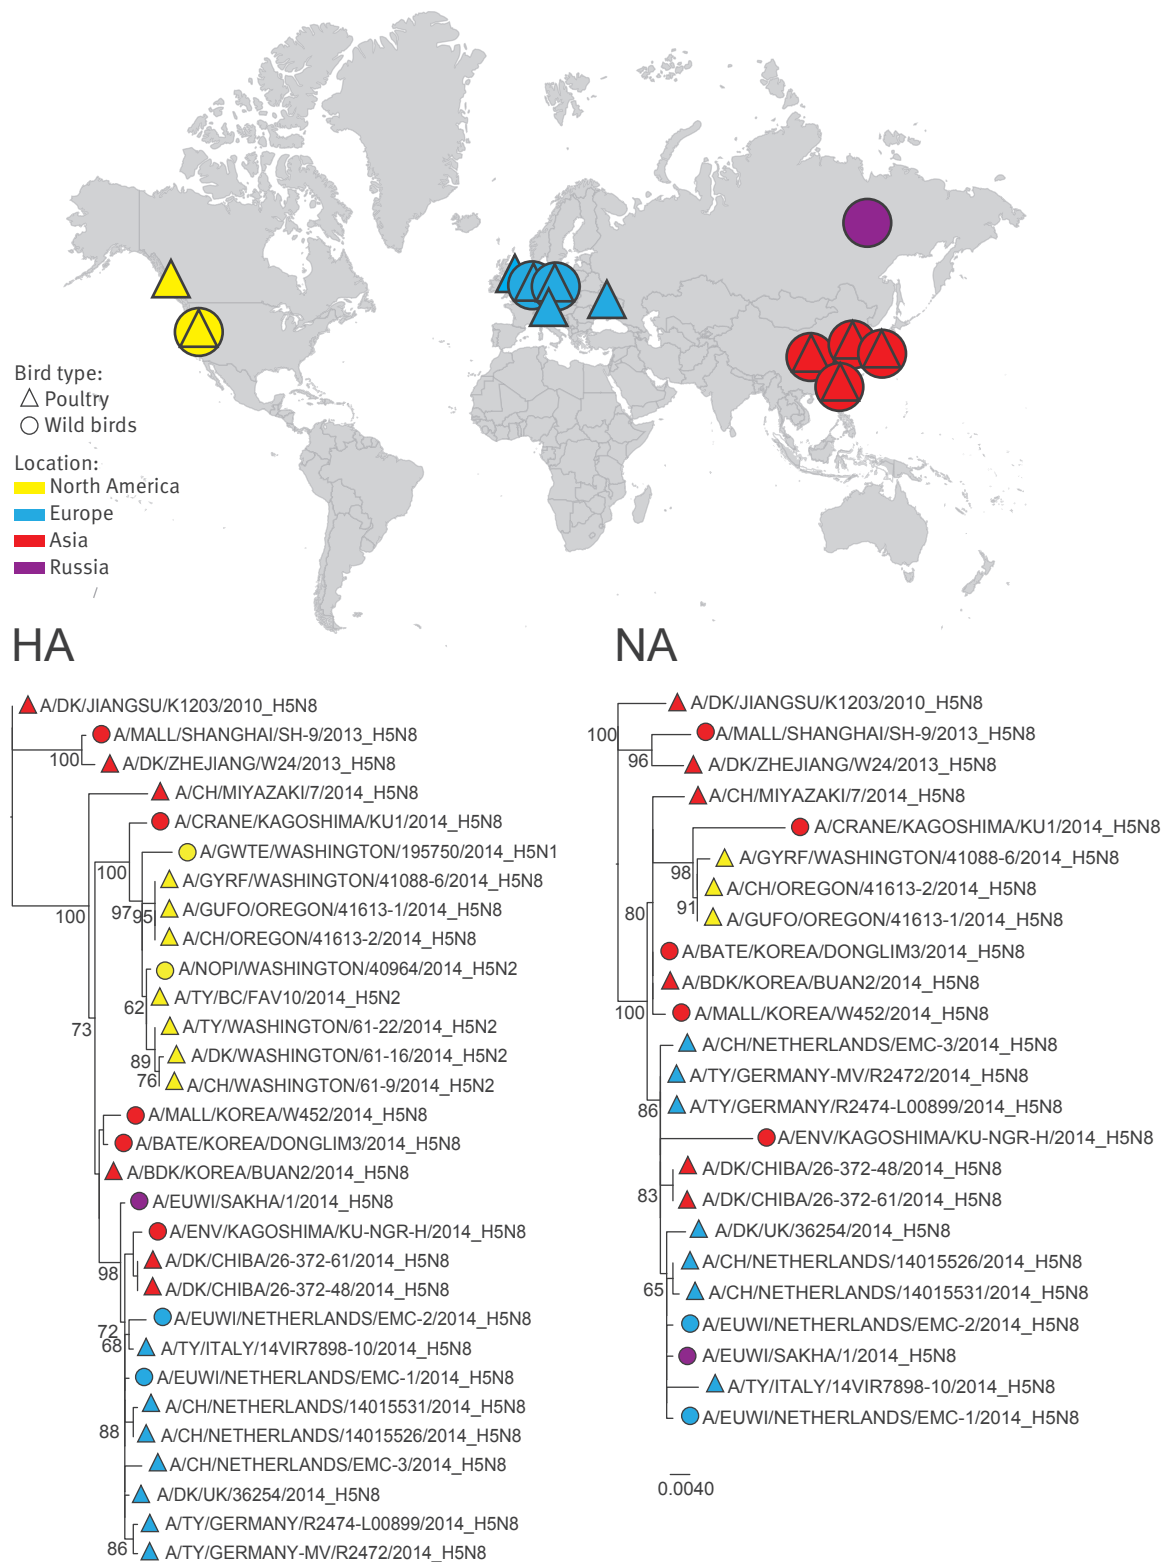 Bird type:
Poultry
Wild birds
Location:
North America
Europe
Asia
Russia
HA
A/DK/JIANGSU/K1203/2010_H5N8
A/MALL/SHANGHAI/SH-9/2013_H5N8
100
A/DK/ZHEJIANG/W24/2013_H5N8
A/CH/MIYAZAKI/7/2014_H5N8
A/CRANE/KAGOSHIMA/KU1/2014_H5N8
A/GWTE/WASHINGTON/195750/2014_H5N1
100
A/GYRF/WASHINGTON/41088-6/2014_H5N8
100
97
95
A/GUFO/OREGON/41613-1/2014_H5N8
A/CH/OREGON/41613-2/2014_H5N8
A/NOPI/WASHINGTON/40964/2014_H5N2
A/TY/BC/FAV10/2014_H5N2
62
73
A/TY/WASHINGTON/61-22/2014_H5N2
A/DK/WASHINGTON/61-16/2014_H5N2
89
76
A/CH/WASHINGTON/61-9/2014_H5N2
A/MALL/KOREA/W452/2014_H5N8
A/BATE/KOREA/DONGLIM3/2014_H5N8
A/BDK/KOREA/BUAN2/2014_H5N8
A/EUWI/SAKHA/1/2014_H5N8
A/ENV/KAGOSHIMA/KU-NGR-H/2014_H5N8
A/DK/CHIBA/26-372-61/2014_H5N8
98
A/DK/CHIBA/26-372-48/2014_H5N8
A/EUWI/NETHERLANDS/EMC-2/2014_H5N8
72
68
A/TY/ITALY/14VIR7898-10/2014_H5N8
A/EUWI/NETHERLANDS/EMC-1/2014_H5N8
A/CH/NETHERLANDS/14015531/2014_H5N8
88
A/CH/NETHERLANDS/14015526/2014_H5N8
A/CH/NETHERLANDS/EMC-3/2014_H5N8
A/DK/UK/36254/2014_H5N8
A/TY/GERMANY/R2474-L00899/2014_H5N8
86
A/TY/GERMANY-MV/R2472/2014_H5N8
NA
A/DK/JIANGSU/K1203/2010_H5N8
100
A/MALL/SHANGHAI/SH-9/2013_H5N8
96
A/DK/ZHEJIANG/W24/2013_H5N8
A/CH/MIYAZAKI/7/2014_H5N8
A/CRANE/KAGOSHIMA/KU1/2014_H5N8
A/GYRF/WASHINGTON/41088-6/2014_H5N8
98
A/CH/OREGON/41613-2/2014_H5N8
91
80
A/GUFO/OREGON/41613-1/2014_H5N8
A/BATE/KOREA/DONGLIM3/2014_H5N8
A/BDK/KOREA/BUAN2/2014_H5N8
100
A/MALL/KOREA/W452/2014_H5N8
A/CH/NETHERLANDS/EMC-3/2014_H5N8
A/TY/GERMANY-MV/R2472/2014_H5N8
86
A/TY/GERMANY/R2474-L00899/2014_H5N8
A/ENV/KAGOSHIMA/KU-NGR-H/2014_H5N8
A/DK/CHIBA/26-372-48/2014_H5N8
83
A/DK/CHIBA/26-372-61/2014_H5N8
A/DK/UK/36254/2014_H5N8
A/CH/NETHERLANDS/14015526/2014_H5N8
65
A/CH/NETHERLANDS/14015531/2014_H5N8
A/EUWI/NETHERLANDS/EMC-2/2014_H5N8
A/EUWI/SAKHA/1/2014_H5N8
A/TY/ITALY/14VIR7898-10/2014_H5N8
A/EUWI/NETHERLANDS/EMC-1/2014_H5N8
0.0040